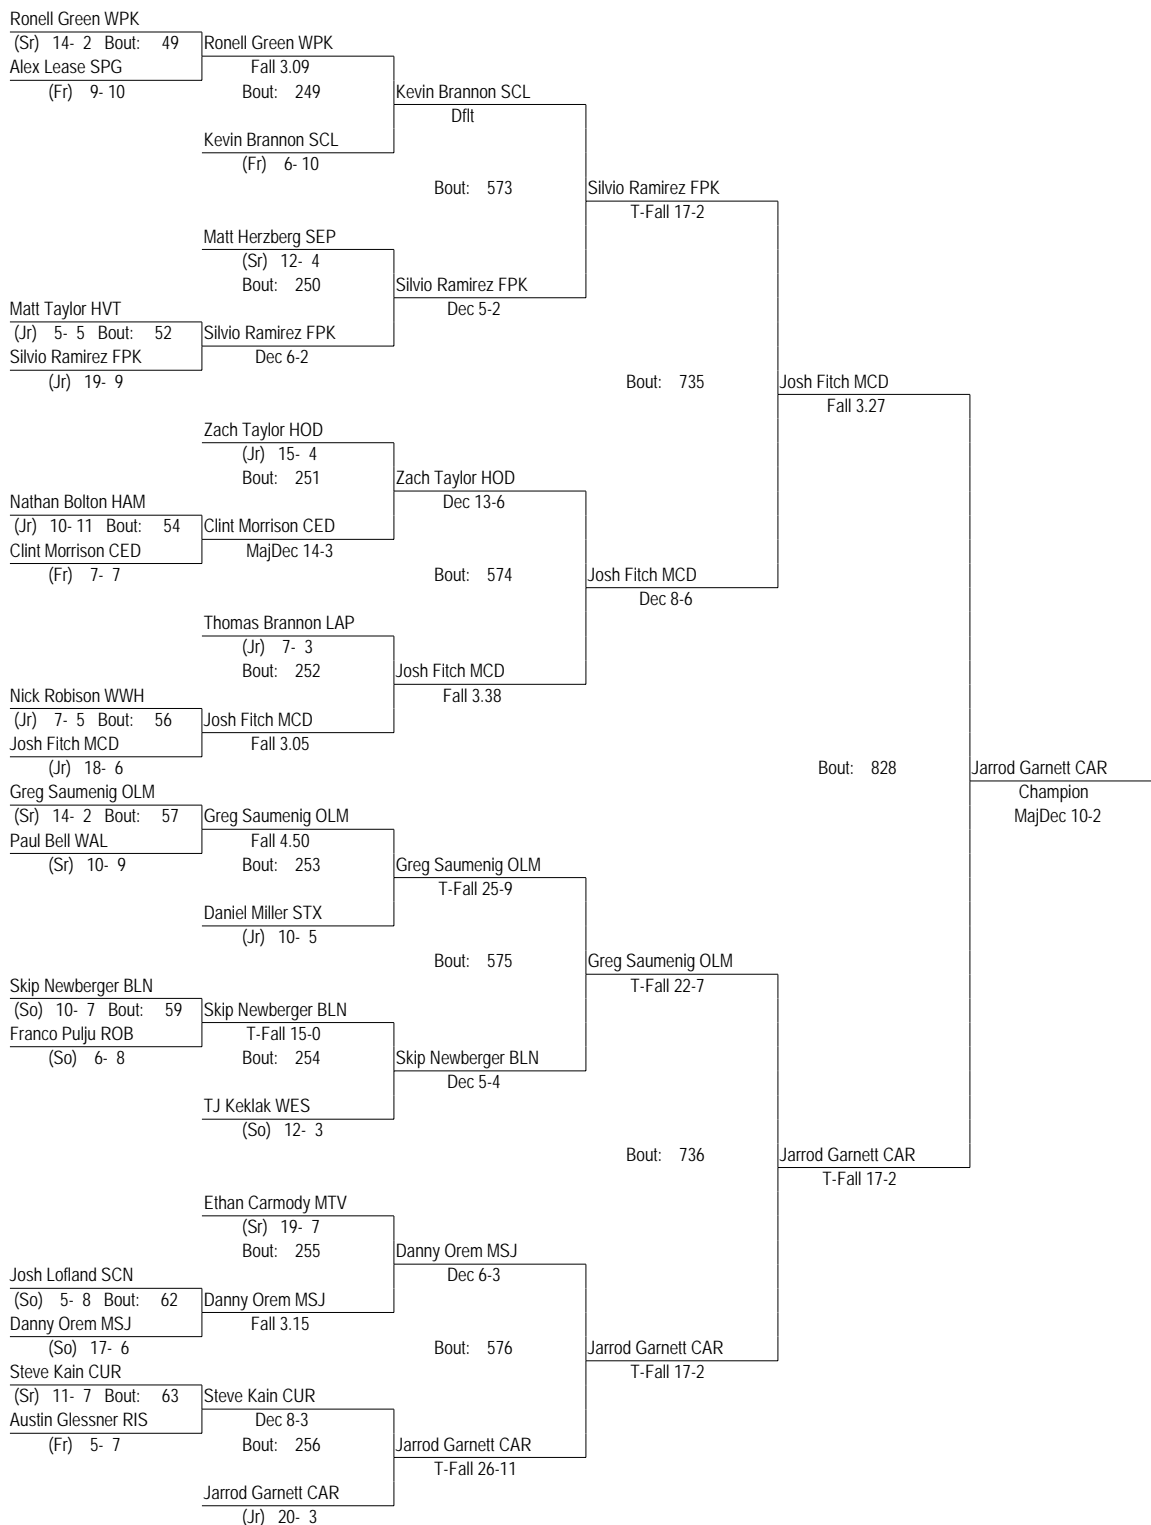 Ronell Green WPK
(Sr) 14- 2 Bout: 49 Ronell Green WPK
Alex Lease SPG Fall 3.09
(Fr) 9- 10 Bout: 249 Kevin Brannon SCL
Dflt
Kevin Brannon SCL
(Fr) 6- 10
Bout: 573 Silvio Ramirez FPK
T-Fall 17-2
Matt Herzberg SEP
(Sr) 12- 4
Bout: 250 Silvio Ramirez FPK
Matt Taylor HVT Dec 5-2
(Jr) 5- 5 Bout: 52 Silvio Ramirez FPK
Silvio Ramirez FPK Dec 6-2
(Jr) 19- 9 Bout: 735 Josh Fitch MCD
Fall 3.27
Zach Taylor HOD
(Jr) 15- 4
Bout: 251 Zach Taylor HOD
Nathan Bolton HAM Dec 13-6
(Jr) 10- 11 Bout: 54 Clint Morrison CED
Clint Morrison CED MajDec 14-3
(Fr) 7- 7 Bout: 574 Josh Fitch MCD
Dec 8-6
Thomas Brannon LAP
(Jr) 7- 3
Bout: 252 Josh Fitch MCD
Nick Robison WWH Fall 3.38
(Jr) 7- 5 Bout: 56 Josh Fitch MCD
Josh Fitch MCD Fall 3.05
(Jr) 18- 6 Bout: 828 Jarrod Garnett CAR
Greg Saumenig OLM Champion
(Sr) 14- 2 Bout: 57 Greg Saumenig OLM MajDec 10-2
Paul Bell WAL Fall 4.50
(Sr) 10- 9 Bout: 253 Greg Saumenig OLM
T-Fall 25-9
Daniel Miller STX
(Jr) 10- 5
Bout: 575 Greg Saumenig OLM
Skip Newberger BLN T-Fall 22-7
(So) 10- 7 Bout: 59 Skip Newberger BLN
Franco Pulju ROB T-Fall 15-0
(So) 6- 8 Bout: 254 Skip Newberger BLN
Dec 5-4
TJ Keklak WES
(So) 12- 3
Bout: 736 Jarrod Garnett CAR
T-Fall 17-2
Ethan Carmody MTV
(Sr) 19- 7
Bout: 255 Danny Orem MSJ
Josh Lofland SCN Dec 6-3
(So) 5- 8 Bout: 62 Danny Orem MSJ
Danny Orem MSJ Fall 3.15
(So) 17- 6 Bout: 576 Jarrod Garnett CAR
Steve Kain CUR T-Fall 17-2
(Sr) 11- 7 Bout: 63 Steve Kain CUR
Austin Glessner RIS Dec 8-3
(Fr) 5- 7 Bout: 256 Jarrod Garnett CAR
T-Fall 26-11
Jarrod Garnett CAR
(Jr) 20- 3